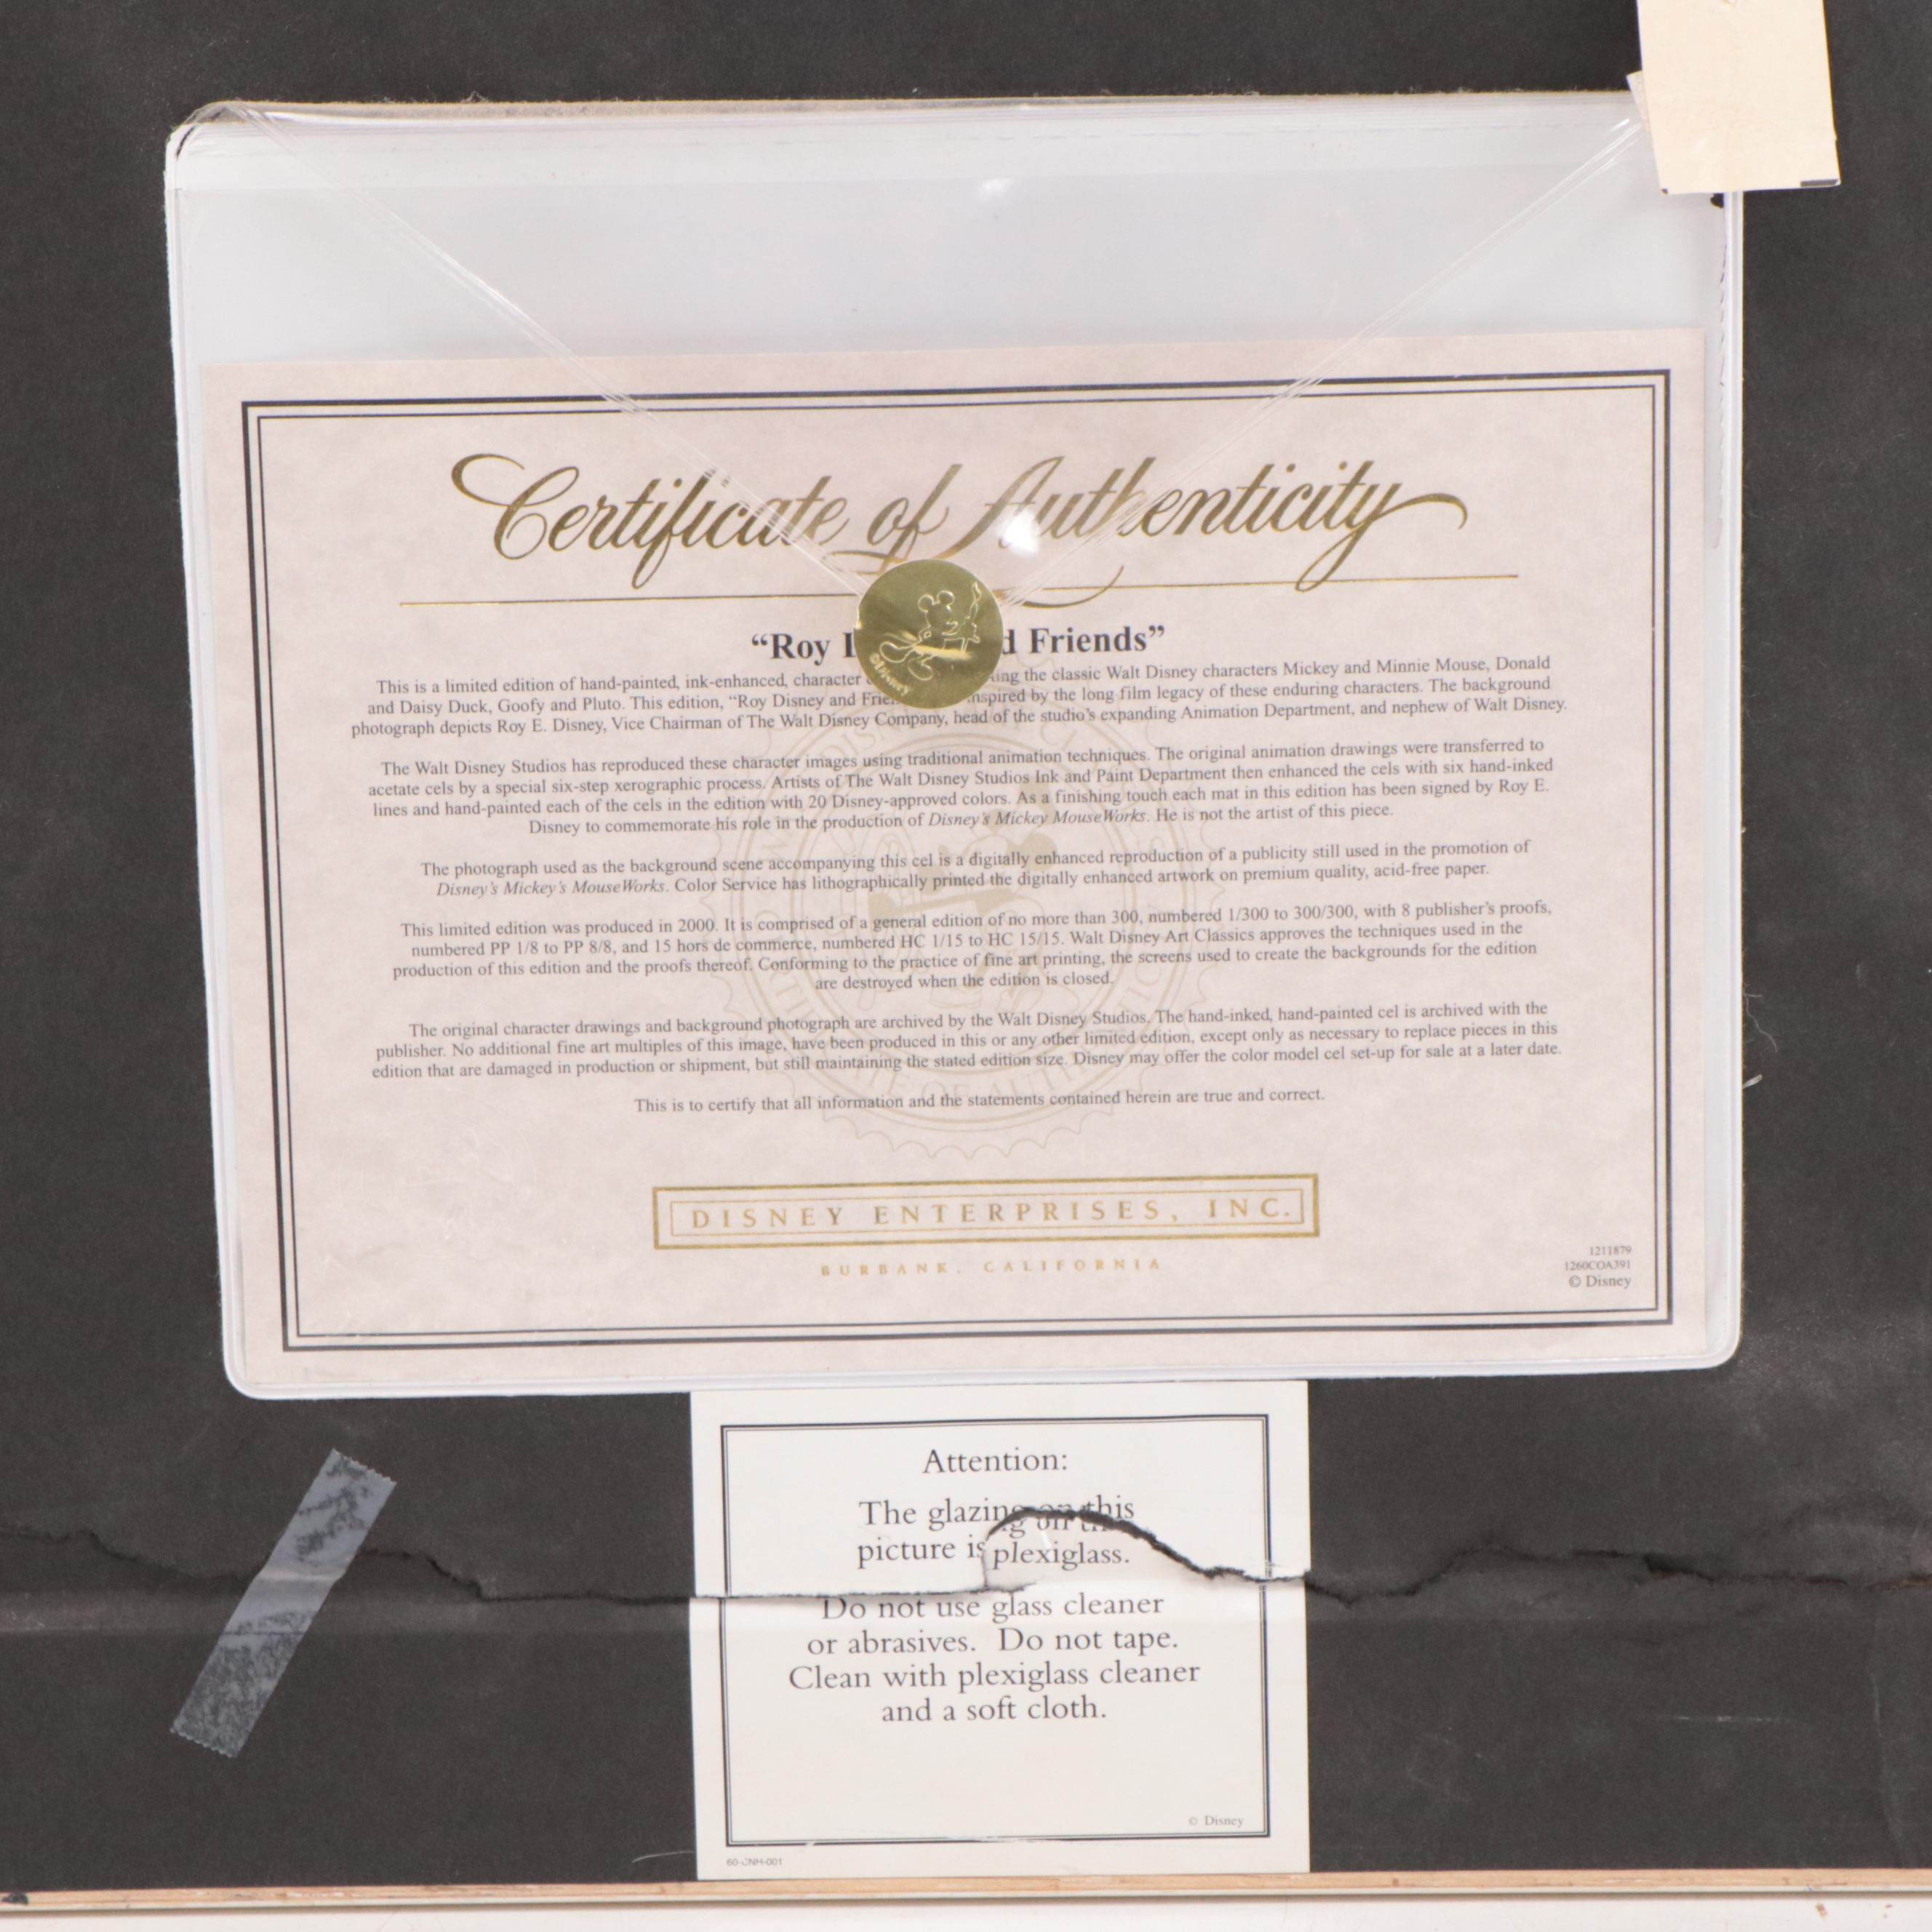 Certificate of Authenticity
©Disney
“Roy Friends”
This is a limited edition of hand-painted, ink-enhanced, character the classic Walt Disney characters Mickey and Minnie Mouse, Donald
and Daisy Duck, Goofy and Pluto. This edition, “Roy Disney and inspired by the long film legacy of these enduring characters. The background
photograph depicts Roy E. Disney, Vice Chairman of The Walt Disney Company, head of the studio’s expanding Animation Department, and nephew of Walt Disney.
The Walt Disney Studios has reproduced these character images using traditional animation techniques. The original animation drawings were transferred to
acetate cels by a special six-step xerographic process. Artists of The Walt Disney Studios Ink and Paint Department then enhanced the cels with six hand-inked
lines and hand-painted each of the cels in the edition with 20 Disney-approved colors. As a finishing touch each mat in this edition has been signed by Roy E.
Disney to commemorate his role in the production of Disney’s Mickey MouseWorks. He is not the artist of this piece.
The photograph used as the background scene accompanying this cel is a digitally enhanced reproduction of a publicity still used in the promotion of
Disney’s Mickey’s MouseWorks. Color Service has lithographically printed the digitally enhanced artwork on premium quality, acid-free paper.
This limited edition was produced in 2000. It is comprised of a general edition of no more than 300, numbered 1/300 to 300/300, with 8 publisher’s proofs,
numbered PP 1/8 to PP 8/8, and 15 hors de commerce, numbered HC 1/15 to HC 15/15. Walt Disney Art Classics approves the techniques used in the
production of this edition and the proofs thereof. Conforming to the practice of fine art printing, the screens used to create the backgrounds for the edition
are destroyed when the edition is closed.
The original character drawings and background photograph are archived by the Walt Disney Studios. The hand-inked, hand-painted cel is archived with the
publisher. No additional fine art multiples of this image, have been produced in this or any other limited edition, except only as necessary to replace pieces in this
edition that are damaged in production or shipment, but still maintaining the stated edition size. Disney may offer the color model cel set-up for sale at a later date.
This is to certify that all information and the statements contained herein are true and correct.
DISNEY ENTERPRISES, INC.
BURBANK, CALIFORNIA
1211879
1260COA391
© Disney
Attention:
The glazing on this
picture is plexiglass.
Do not use glass cleaner
or abrasives. Do not tape.
Clean with plexiglass cleaner
and a soft cloth.
© Disney
60-CNH-001